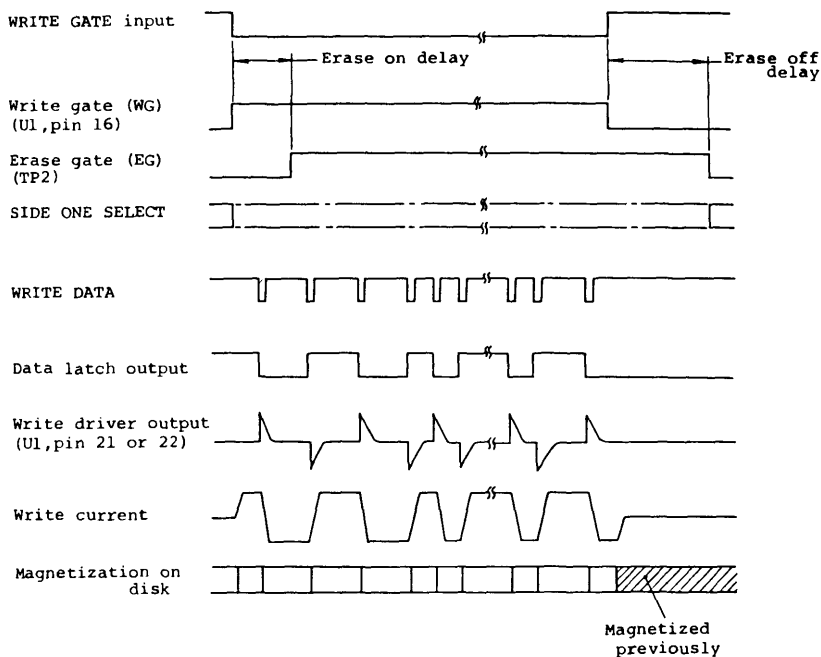 WRITE GATE input
Erase on delay
Erase off
delay
Write gate (WG)
(U1,pin 16)
Erase gate (EG)
(TP2)
SIDE ONE SELECT
WRITE DATA
Data latch output
Write driver output
(U1,pin 21 or 22)
Write current
Magnetization on
disk
Magnetized
previously